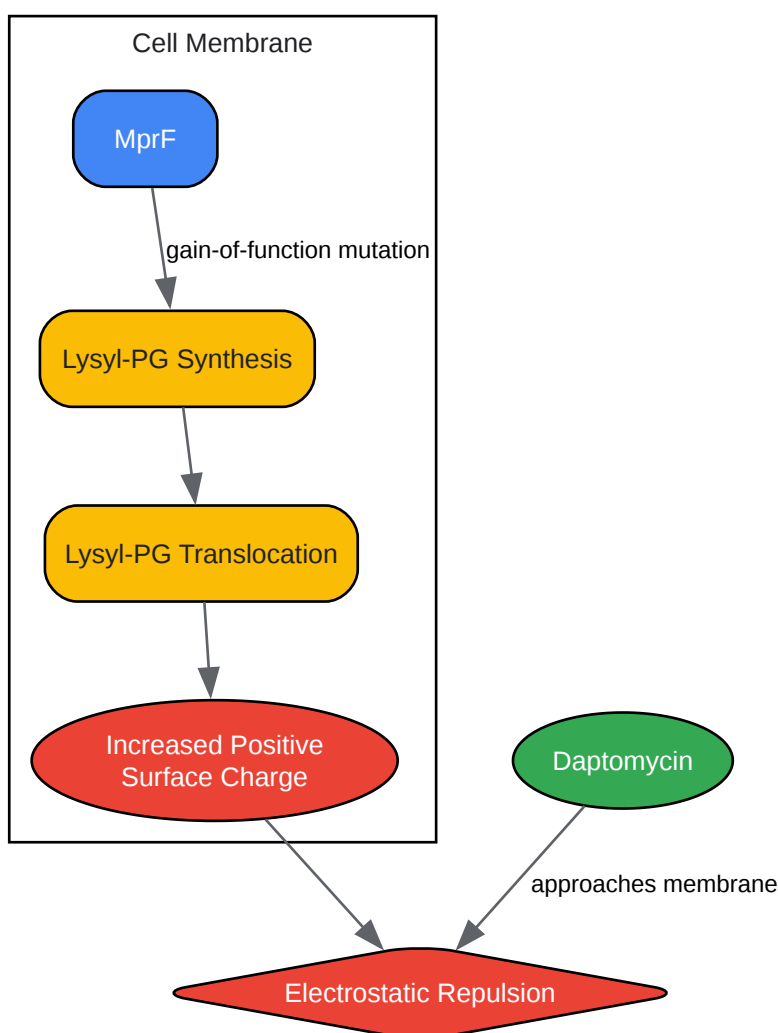 Cell Membrane
MprF
gain-of-function mutation
Lysyl-PG Synthesis
Lysyl-PG Translocation
Increased Positive
Surface Charge
Daptomycin
approaches membrane
Electrostatic Repulsion